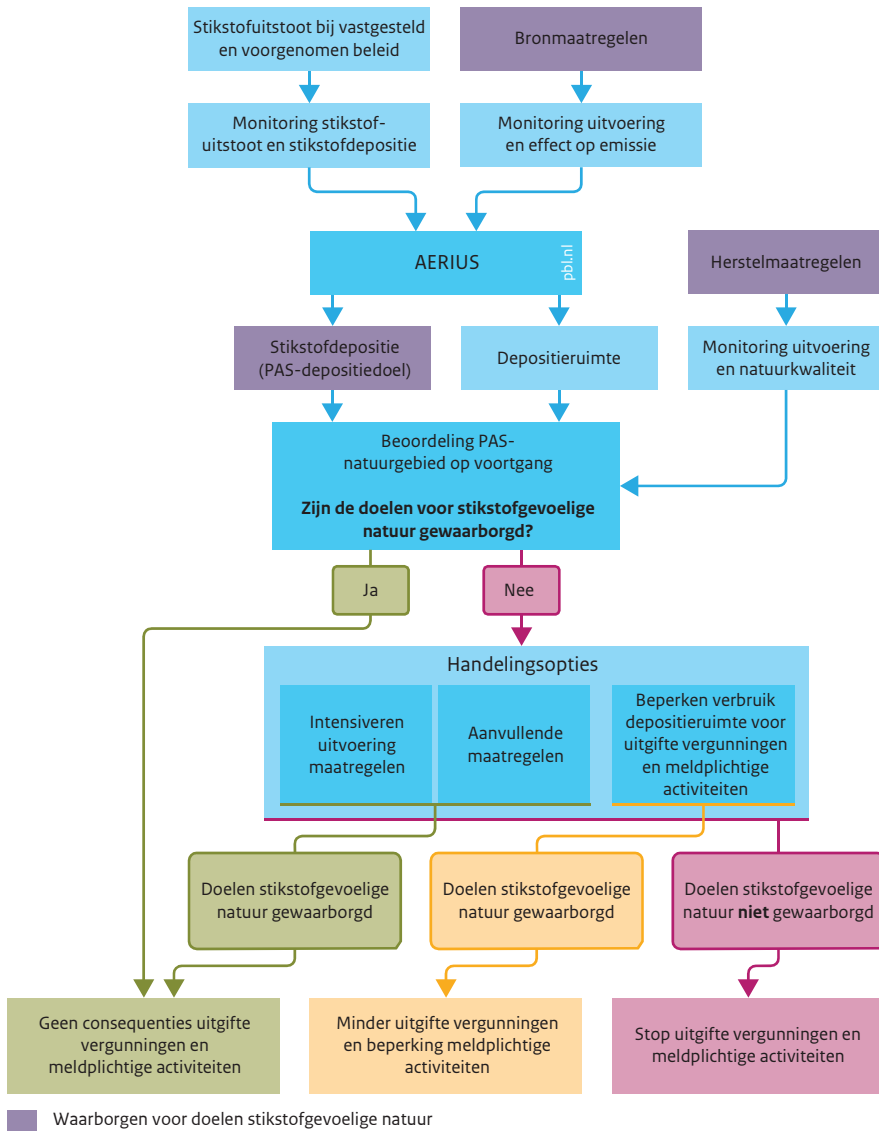 Stikstofuitstoot bij vastgesteld
en voorgenomen beleid
Bronmaatregelen
Monitoring stikstof-
uitstoot en stikstofdepositie
Monitoring uitvoering
en effect op emissie
AERIUS
pbl.nl
Herstelmaatregelen
Stikstofdepositie
(PAS-depositiedoel)
Depositieruimte
Monitoring uitvoering
en natuurkwaliteit
Beoordeling PAS-
natuurgebied op voortgang
Zijn de doelen voor stikstofgevoelige
natuur gewaarborgd?
Ja
Nee
Handelingsopties
Intensiveren
uitvoering
maatregelen
Aanvullende
maatregelen
Beperken verbruik
depositieruimte voor
uitgifte vergunningen
en meldplichtige
activiteiten
Doelen stikstofgevoelige
natuur gewaarborgd
Doelen stikstofgevoelige
natuur gewaarborgd
Doelen stikstofgevoelige
natuur niet gewaarborgd
Geen consequenties uitgifte
vergunningen en
meldplichtige activiteiten
Minder uitgifte vergunningen
en beperking meldplichtige
activiteiten
Stop uitgifte vergunningen en
meldplichtige activiteiten
Waarborgen voor doelen stikstofgevoelige natuur